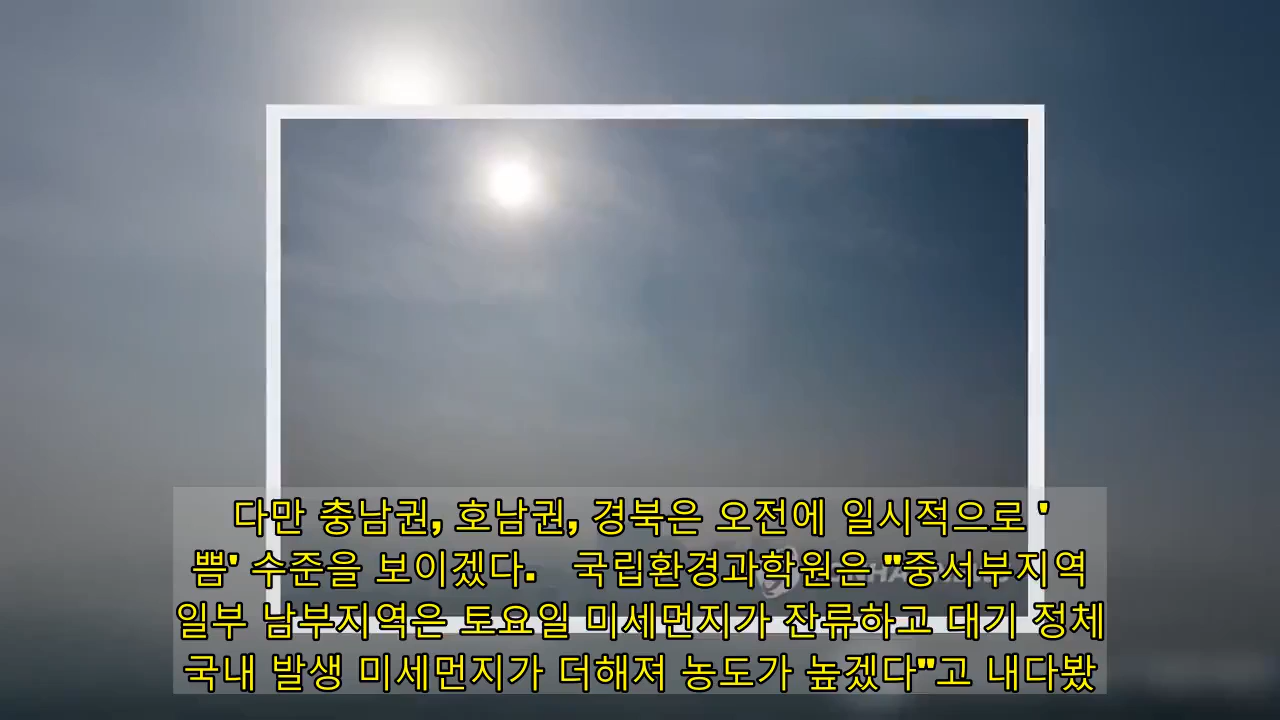 다만 충남권, 호남권, 경북은 오전에 일시적으로 '
쁨' 수준을 보이겠다. 국립환경과학원은 "중서부지역
일부 남부지역은 토요일 미세먼지가 잔류하고 대기 정체
국내 발생 미세먼지가 더해져 농도가 높겠다"고 내다봤